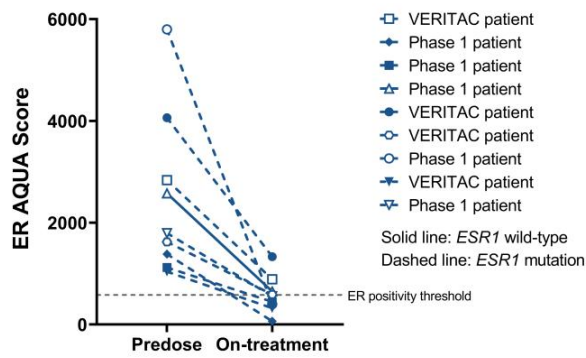 ER AQUA Score
6000
4000
2000
0
Predose On-treatment
ER positivity threshold
VERITAC patient
Phase 1 patient
Phase 1 patient
Phase 1 patient
VERITAC patient
VERITAC patient
Phase 1 patient
VERITAC patient
Phase 1 patient
Solid line: ESR1 wild-type
Dashed line: ESR1 mutation